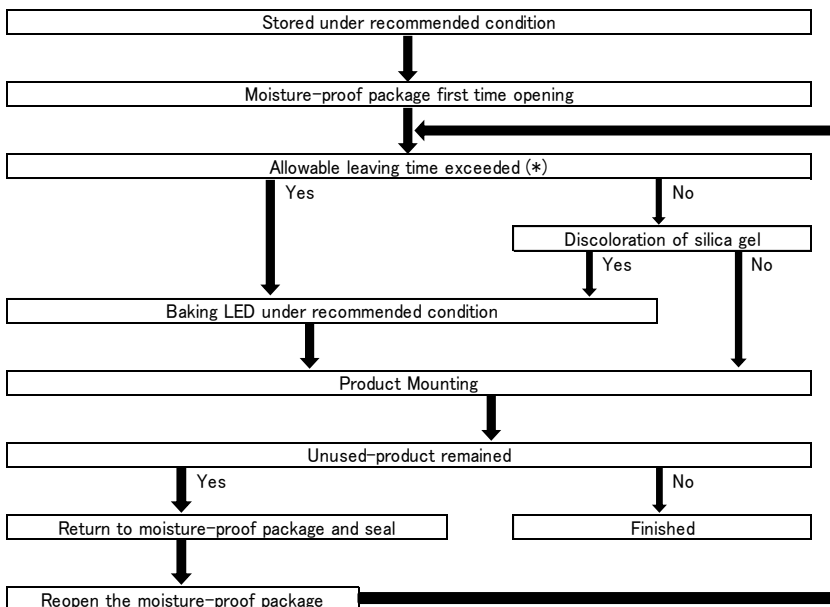 Stored under recommended condition
Moisture-proof package first time opening
Allowable leaving time exceeded (*)
Yes
No
Discoloration of silica gel
Yes
No
Baking LED under recommended condition
Product Mounting
Unused-product remained
Yes
No
Return to moisture-proof package and seal
Finished
Reopen the moisture-proof package